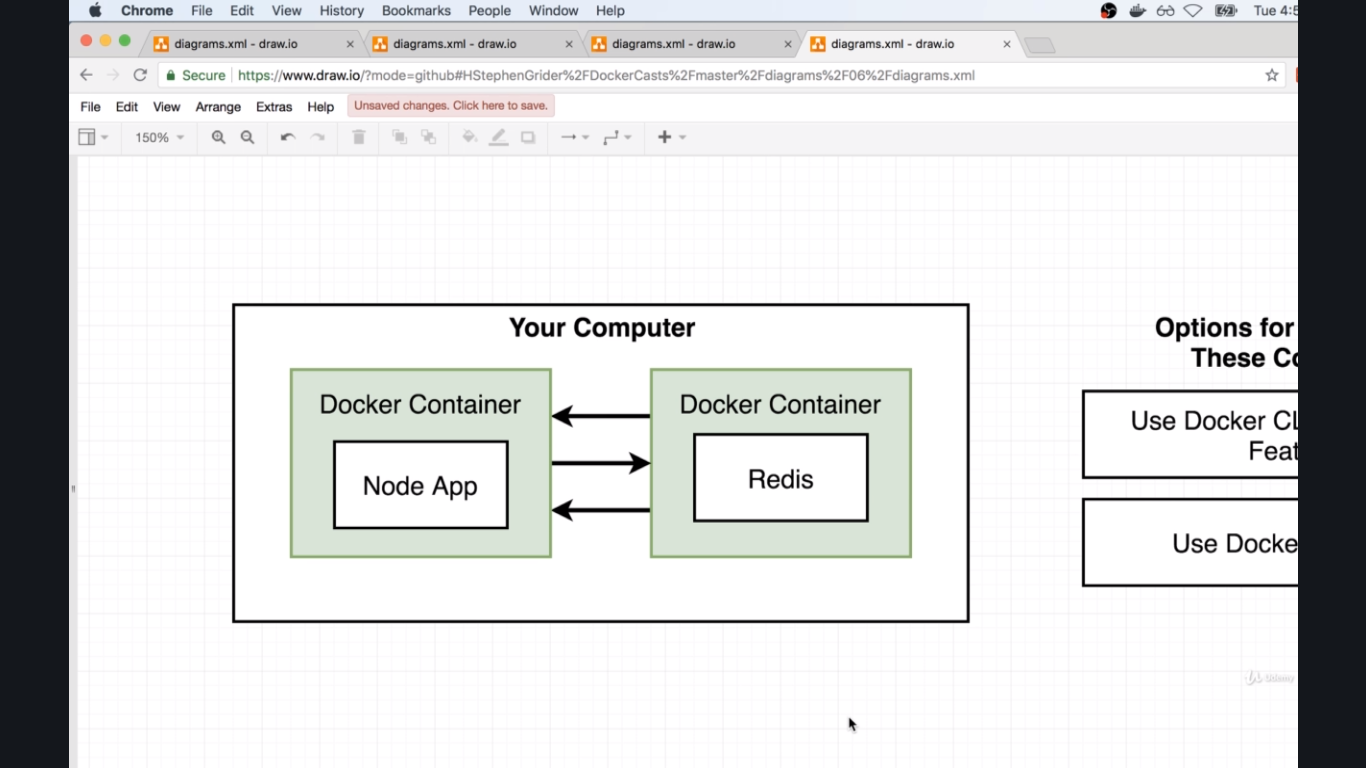 Chrome File Edit View History Bookmarks People Window Help Tue 4:5
diagrams.xml - draw.io diagrams.xml - draw.io diagrams.xml - draw.io diagrams.xml - draw.io
Secure https://www.draw.io/?mode=github#HStephenGrider%2FDockerCasts%2Fmaster%2Fdiagrams%2F06%2Fdiagrams.xml
File Edit View Arrange Extras Help Unsaved changes. Click here to save.
150%
Your Computer
Docker Container
Node App
Docker Container
Redis
Options for
These Co
Use Docker CL
Feat
Use Docke
Udemy